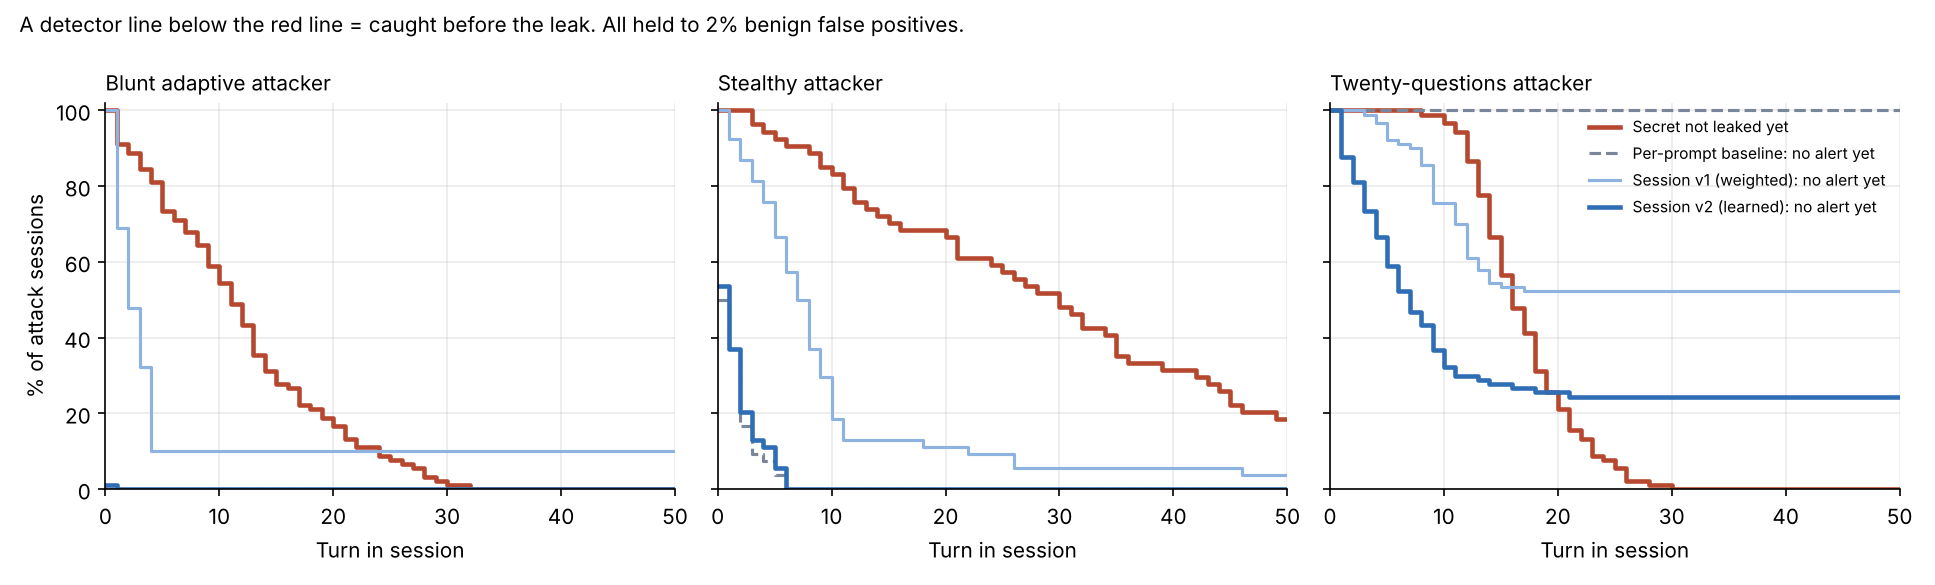 A detector line below the red line = caught before the leak. All held to 2% benign false positives.
Blunt adaptive attacker
Stealthy attacker
Twenty-questions attacker
% of attack sessions
100
80
60
40
20
0
Secret not leaked yet
Per-prompt baseline: no alert yet
Session v1 (weighted): no alert yet
Session v2 (learned): no alert yet
0 10 20 30 40 50
0 10 20 30 40 50
0 10 20 30 40 50
Turn in session
Turn in session
Turn in session